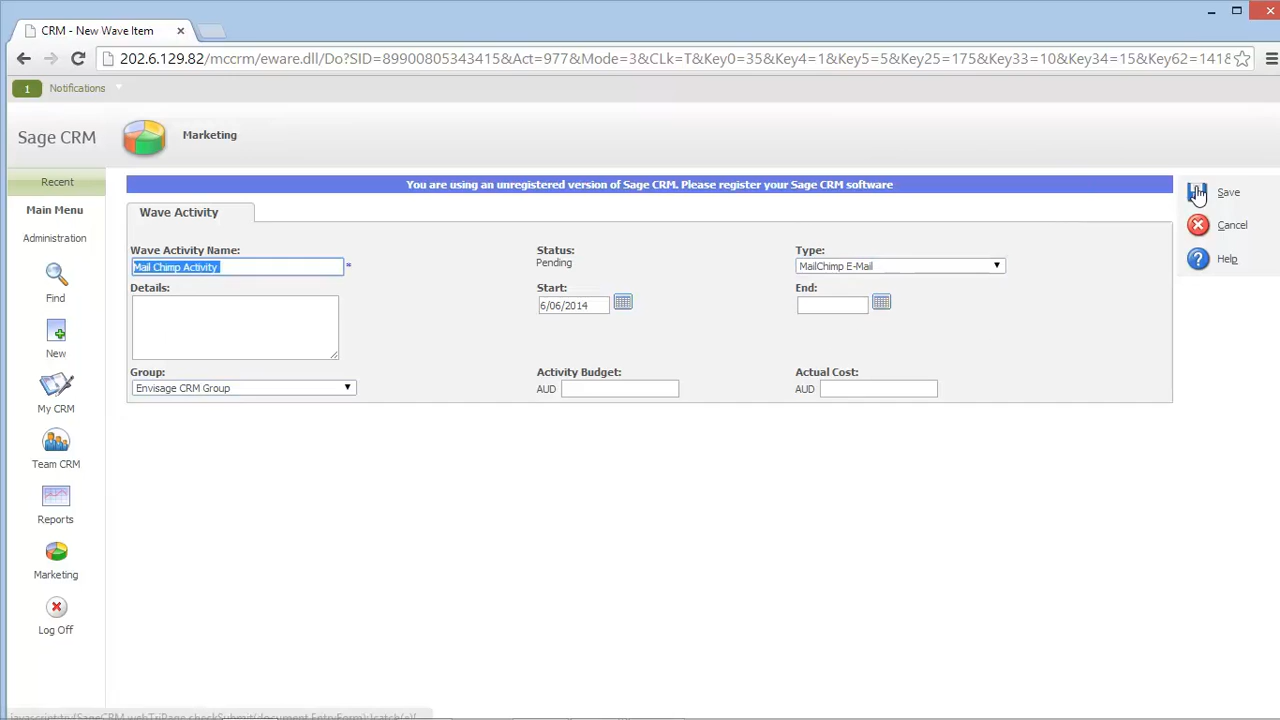 CRM - New Wave Item
202.6.129.82/mccrm/eware.dll/Do?SID=89900805343415&Act=977&Mode=3&CLk=T&Key0=35&Key4=1&Key5=5&Key25=175&Key33=10&Key34=15&Key62=1418
1 Notifications
Sage CRM
Marketing
Recent
Main Menu
Administration
Find
New
My CRM
Team CRM
Reports
Marketing
Log Off
You are using an unregistered version of Sage CRM. Please register your Sage CRM software
Wave Activity
Wave Activity Name: Status: Type:
Mail Chimp Activity * Pending MailChimp E-Mail
Details: Start: End:
6/06/2014
Group: Activity Budget: Actual Cost:
Envisage CRM Group AUD AUD
Save
Cancel
Help